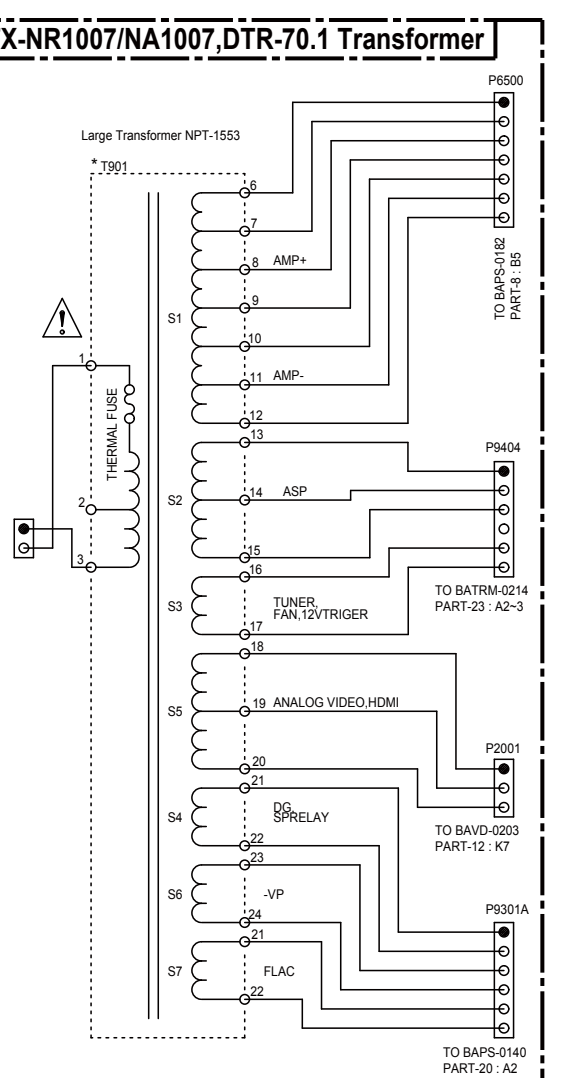 X-NR1007/NA1007,DTR-70.1 Transformer
P6500
Large Transformer NPT-1553
* T901
6
7
8 AMP+
9
10
11 AMP-
12
S1
TO BAPS-0182
PART-8 : B5
1
THERMAL FUSE
2
3
13
14 ASP
15
S2
P9404
16
S3
TUNER,
FAN,12VTRIGER
17
TO BATRM-0214
PART-23 : A2~3
18
S5
19 ANALOG VIDEO,HDMI
20
P2001
TO BAVD-0203
PART-12 : K7
21
S4
DG,
SPRELAY
22
23
S6
-VP
24
P9301A
21
S7
FLAC
22
TO BAPS-0140
PART-20 : A2